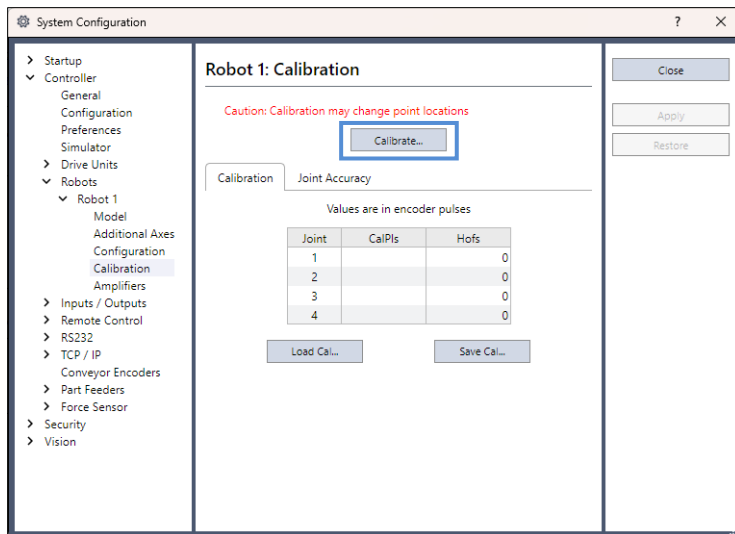 System Configuration
?
Startup
Controller
General
Configuration
Preferences
Simulator
Drive Units
Robots
Robot 1
Model
Additional Axes
Configuration
Calibration
Amplifiers
Inputs / Outputs
Remote Control
RS232
TCP / IP
Conveyor Encoders
Part Feeders
Force Sensor
Security
Vision
Robot 1: Calibration
Caution: Calibration may change point locations
Calibrate...
Calibration Joint Accuracy
Values are in encoder pulses
Joint CalPls Hofs
1 0
2 0
3 0
4 0
Load Cal... Save Cal...
Close
Apply
Restore